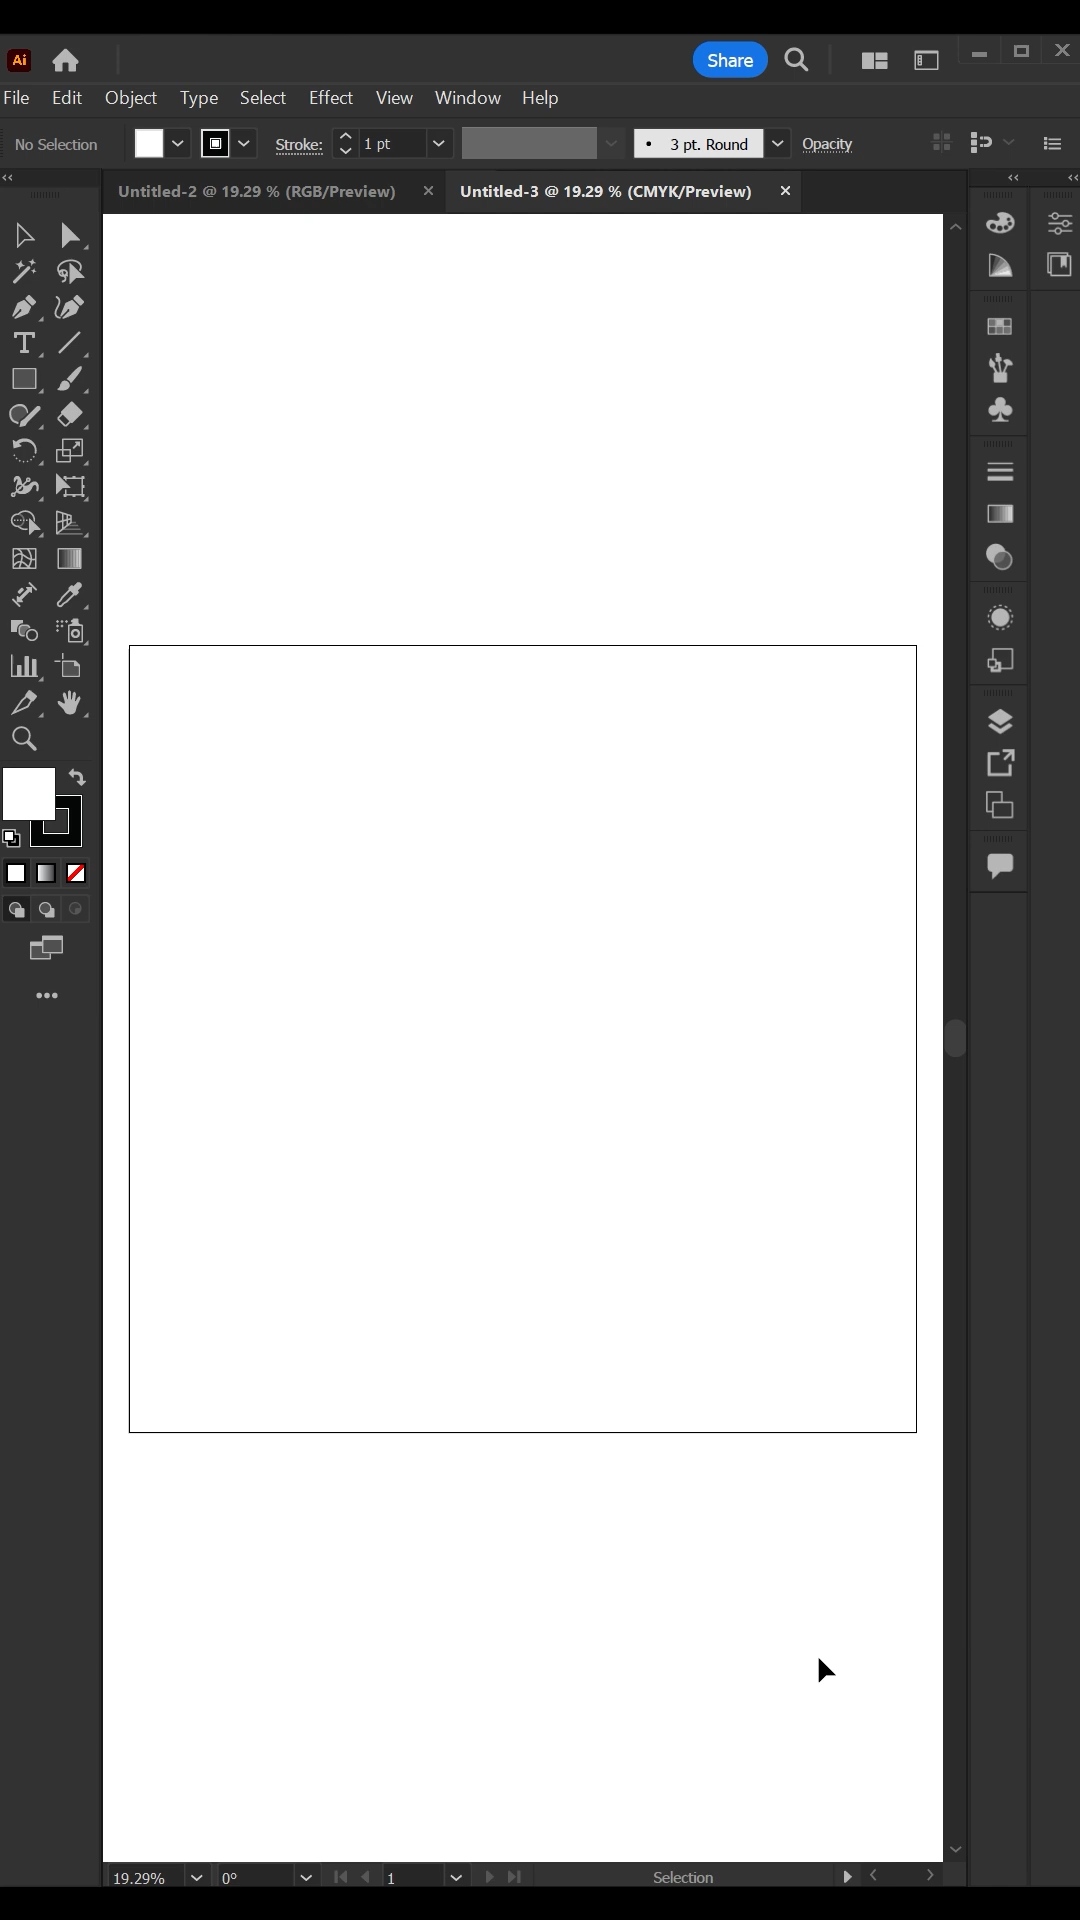 Ai
Share
File Edit Object Type Select Effect View Window Help
No Selection Stroke: 1 pt 3 pt. Round Opacity
Untitled-2 @ 19.29 % (RGB/Preview) Untitled-3 @ 19.29 % (CMYK/Preview)
19.29% 0° 1 Selection